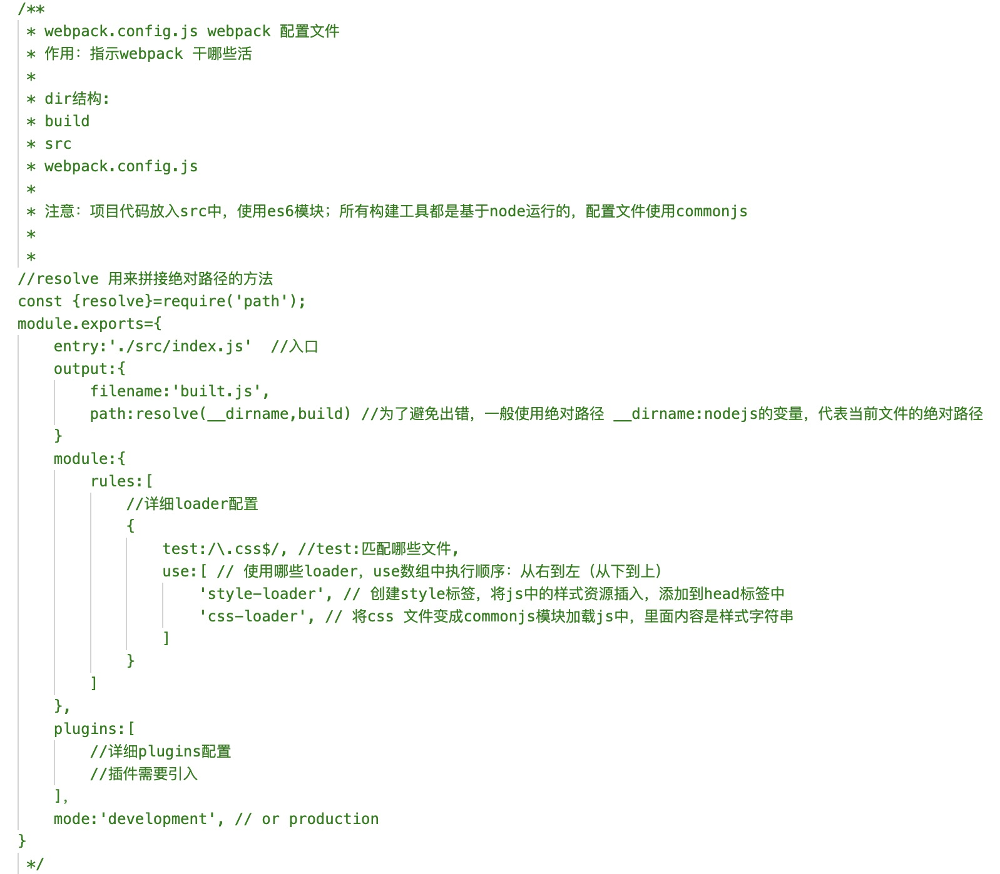 /**
 * webpack.config.js webpack 配置文件
 * 作用：指示webpack 干哪些活
 *
 * dir结构:
 * build
 * src
 * webpack.config.js
 *
 * 注意：项目代码放入src中，使用es6模块；所有构建工具都是基于node运行的，配置文件使用commonjs
 *
 *
//resolve 用来拼接绝对路径的方法
const {resolve}=require('path');
module.exports={
    entry:'./src/index.js'  //入口
    output:{
        filename:'built.js',
        path:resolve(__dirname,build) //为了避免出错，一般使用绝对路径 __dirname:nodejs的变量，代表当前文件的绝对路径
    }
    module:{
        rules:[
            //详细loader配置
            {
                test:/\.css$/, //test:匹配哪些文件,
                use:[ // 使用哪些loader，use数组中执行顺序：从右到左（从下到上）
                    'style-loader', // 创建style标签，将js中的样式资源插入，添加到head标签中
                    'css-loader', // 将css 文件变成commonjs模块加载js中，里面内容是样式字符串
                ]
            }
        ]
    },
    plugins:[
        //详细plugins配置
        //插件需要引入
    ]，
    mode:'development', // or production
}
 */